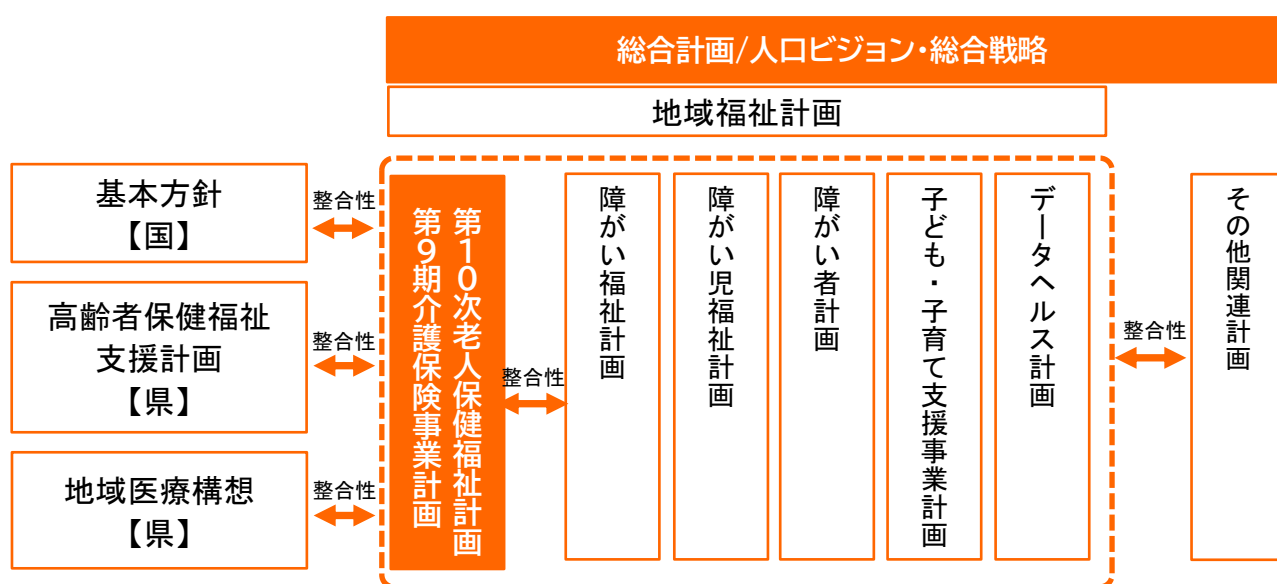 総合計画/人口ビジョン・総合戦略
地域福祉計画
基本方針
【国】
整合性
高齢者保健福祉
支援計画
【県】
整合性
地域医療構想
【県】
整合性
第10次老人保健福祉計画
第9期介護保険事業計画
整合性
障がい福祉計画
障がい児福祉計画
障がい者計画
子ども・子育て支援事業計画
データヘルス計画
整合性
その他関連計画